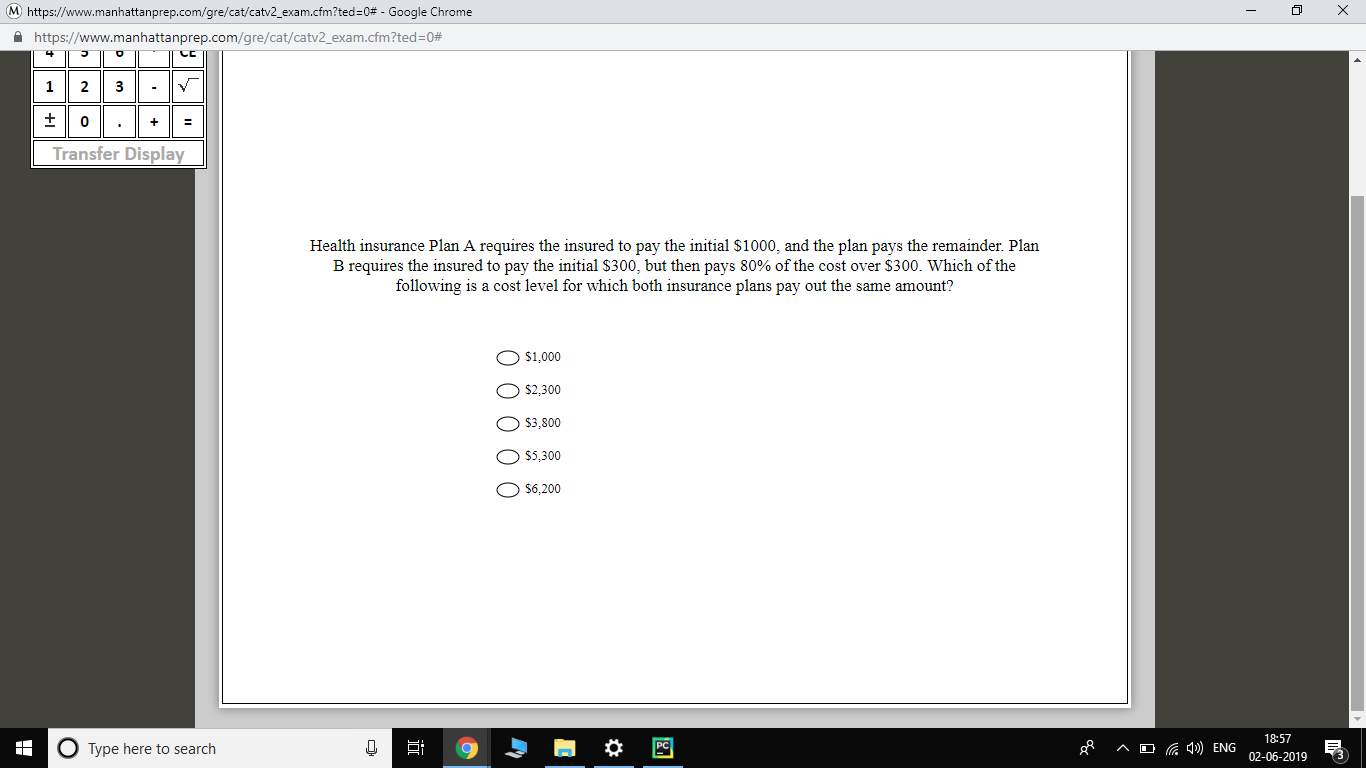 https://www.manhattanprep.com/gre/cat/catv2_exam.cfm?ted=0# - Google Chrome
https://www.manhattanprep.com/gre/cat/catv2_exam.cfm?ted=0#
4 5 6 CE
1 2 3 - √
± 0 . + =
Transfer Display
Health insurance Plan A requires the insured to pay the initial $1000, and the plan pays the remainder. Plan
B requires the insured to pay the initial $300, but then pays 80% of the cost over $300. Which of the
following is a cost level for which both insurance plans pay out the same amount?
$1,000
$2,300
$3,800
$5,300
$6,200
Type here to search
PC
ENG
18:57
02-06-2019
3